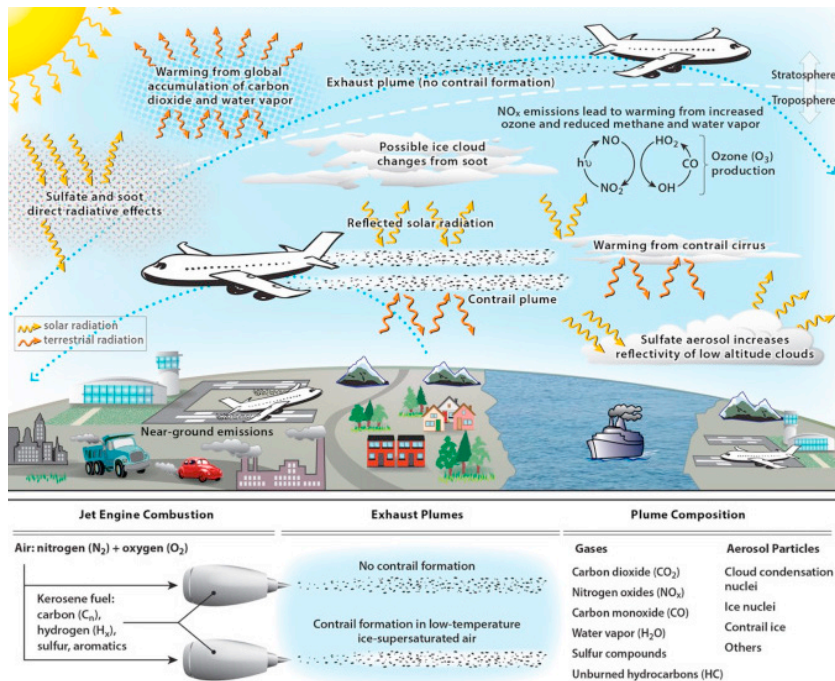 Warming from global
accumulation of carbon
dioxide and water vapor
Exhaust plume (no contrail formation)
Stratosphere
Troposphere
NOx emissions lead to warming from increased
ozone and reduced methane and water vapor
Possible ice cloud
changes from soot
NO
HO2
hυ
CO
Ozone (O3)
production
NO2
OH
Sulfate and soot
direct radiative effects
Reflected solar radiation
Warming from contrail cirrus
Contrail plume
solar radiation
terrestrial radiation
Sulfate aerosol increases
reflectivity of low altitude clouds
Near-ground emissions
Jet Engine Combustion
Exhaust Plumes
Plume Composition
Air: nitrogen (N2) + oxygen (O2)
Kerosene fuel:
carbon (Cn),
hydrogen (Hx),
sulfur, aromatics
No contrail formation
Contrail formation in low-temperature
ice-supersaturated air
Gases
Carbon dioxide (CO2)
Nitrogen oxides (NOx)
Carbon monoxide (CO)
Water vapor (H2O)
Sulfur compounds
Unburned hydrocarbons (HC)
Aerosol Particles
Cloud condensation
nuclei
Ice nuclei
Contrail ice
Others